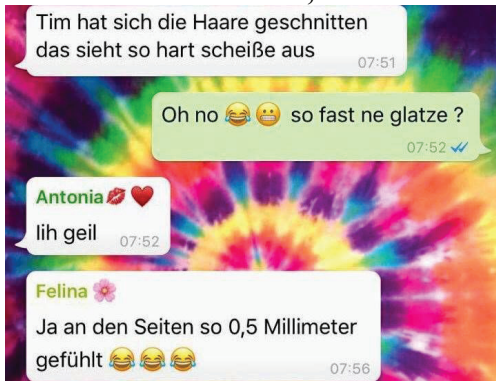 Tim hat sich die Haare geschnitten
das sieht so hart scheiße aus
07:51
Oh no 😂😬 so fast ne glatze ?
07:52
Antonia💋❤️
Iih geil 07:52
Felina🌸
Ja an den Seiten so 0,5 Millimeter
gefühlt 😂😂😂 07:56